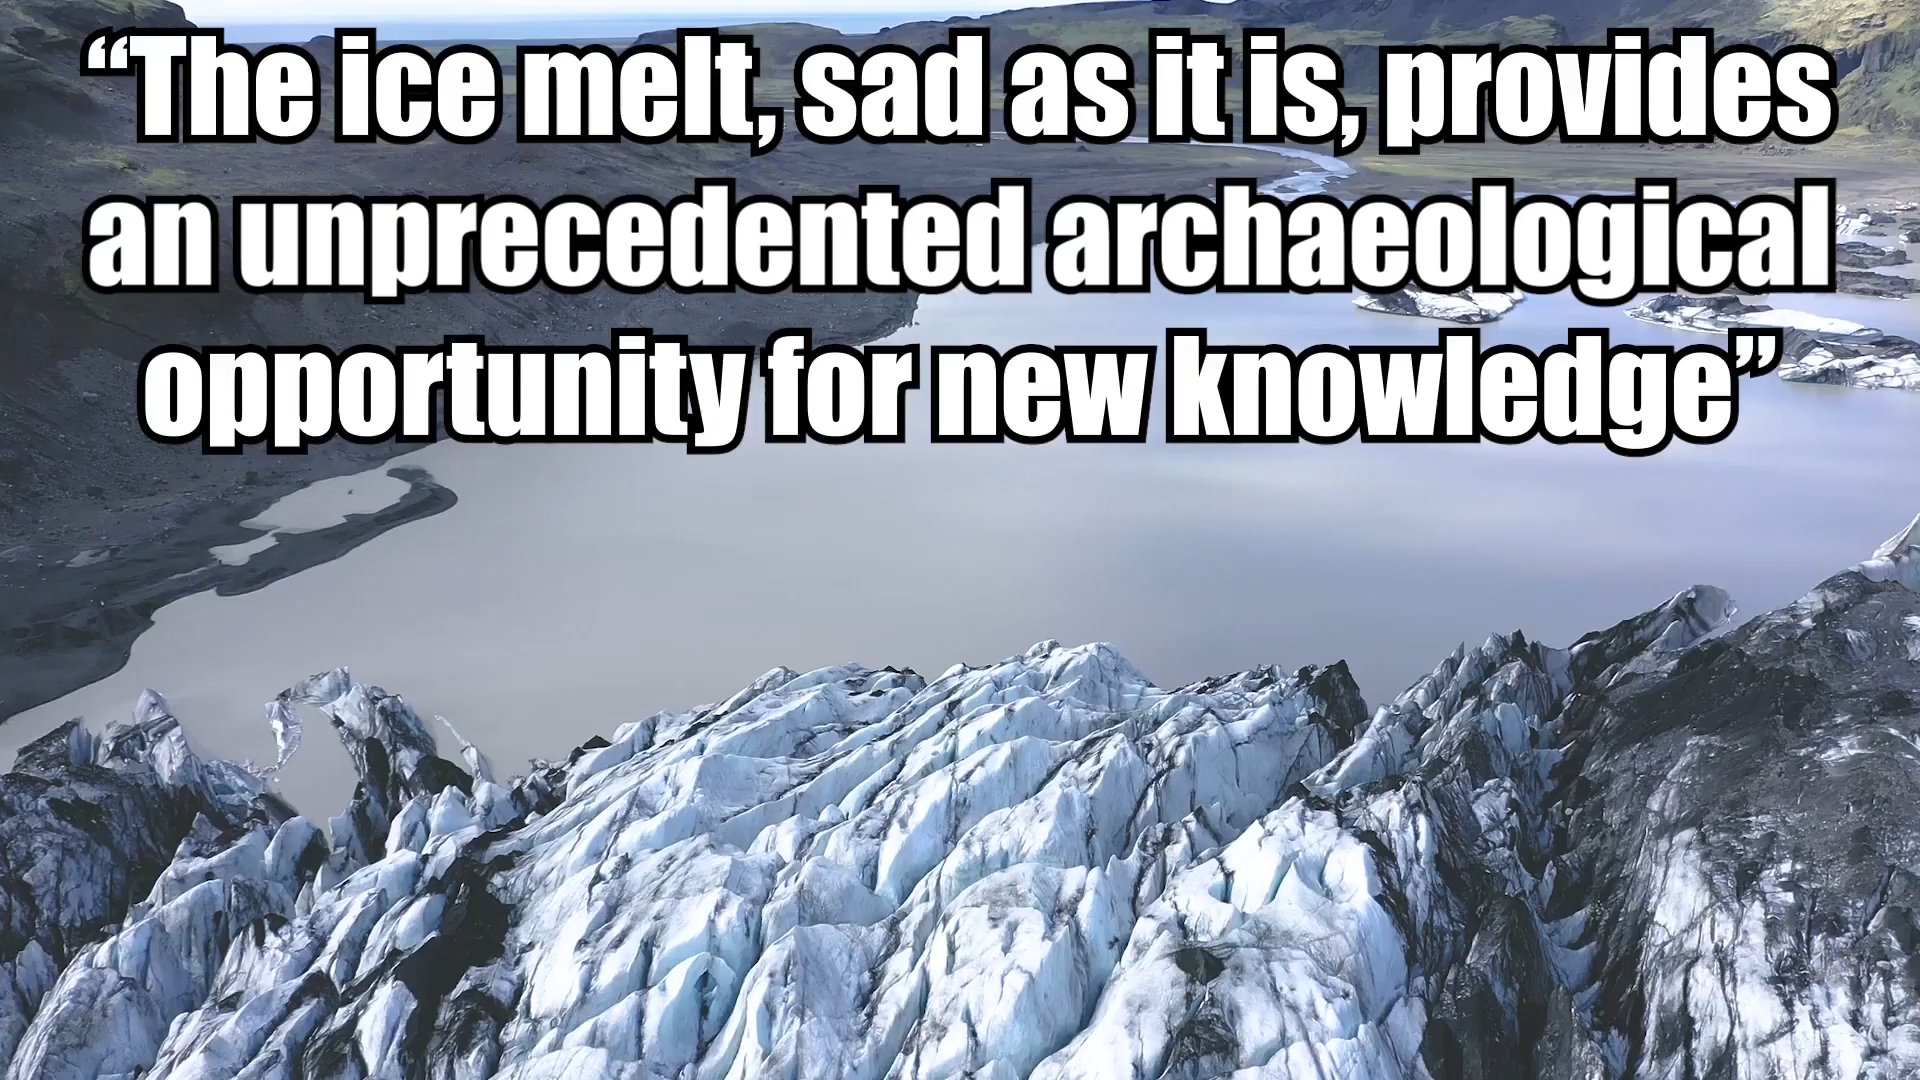 “The ice melt, sad as it is, provides
an unprecedented archaeological
opportunity for new knowledge”